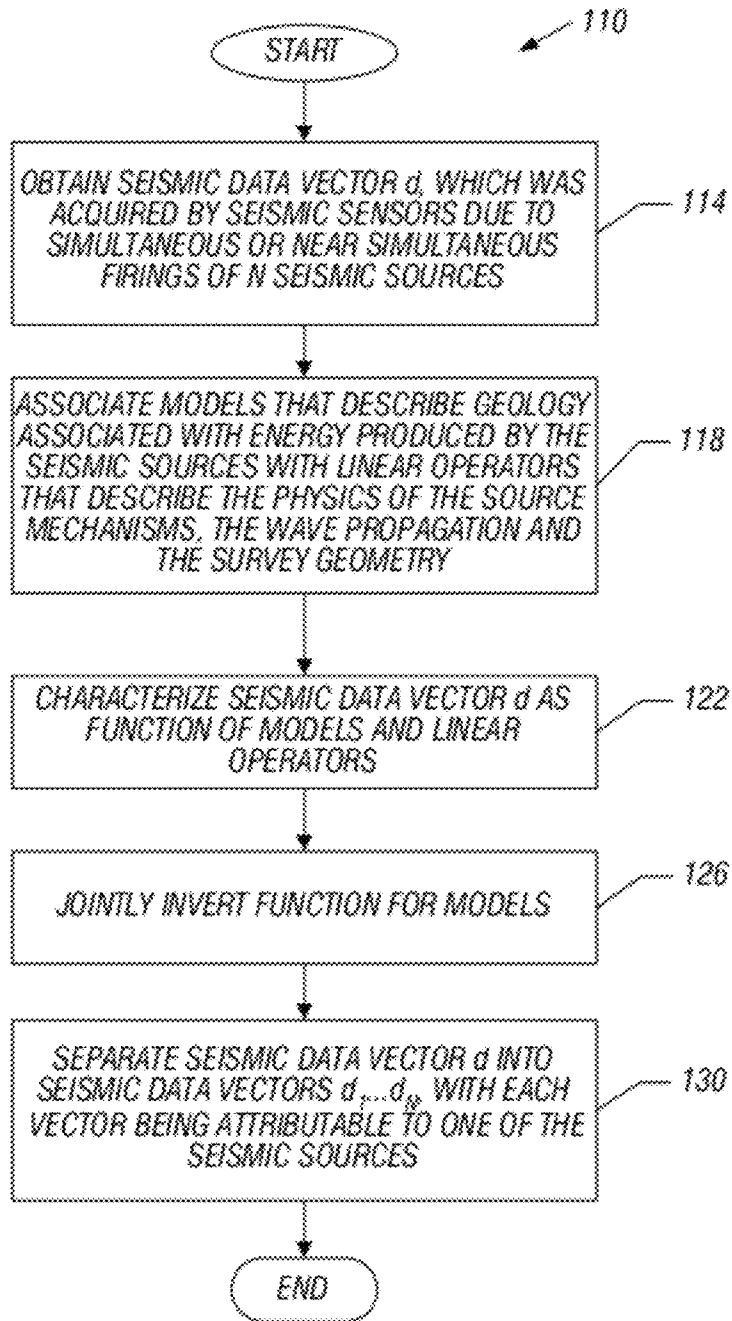 110
START
OBTAIN SEISMIC DATA VECTOR d, WHICH WAS
ACQUIRED BY SEISMIC SENSORS DUE TO
SIMULTANEOUS OR NEAR SIMULTANEOUS
FIRINGS OF N SEISMIC SOURCES
114
ASSOCIATE MODELS THAT DESCRIBE GEOLOGY
ASSOCIATED WITH ENERGY PRODUCED BY THE
SEISMIC SOURCES WITH LINEAR OPERATORS
THAT DESCRIBE THE PHYSICS OF THE SOURCE
MECHANISMS, THE WAVE PROPAGATION AND
THE SURVEY GEOMETRY
118
CHARACTERIZE SEISMIC DATA VECTOR d AS
FUNCTION OF MODELS AND LINEAR
OPERATORS
122
JOINTLY INVERT FUNCTION FOR MODELS
126
SEPARATE SEISMIC DATA VECTOR d INTO
SEISMIC DATA VECTORS d1...dN, WITH EACH
VECTOR BEING ATTRIBUTABLE TO ONE OF THE
SEISMIC SOURCES
130
END